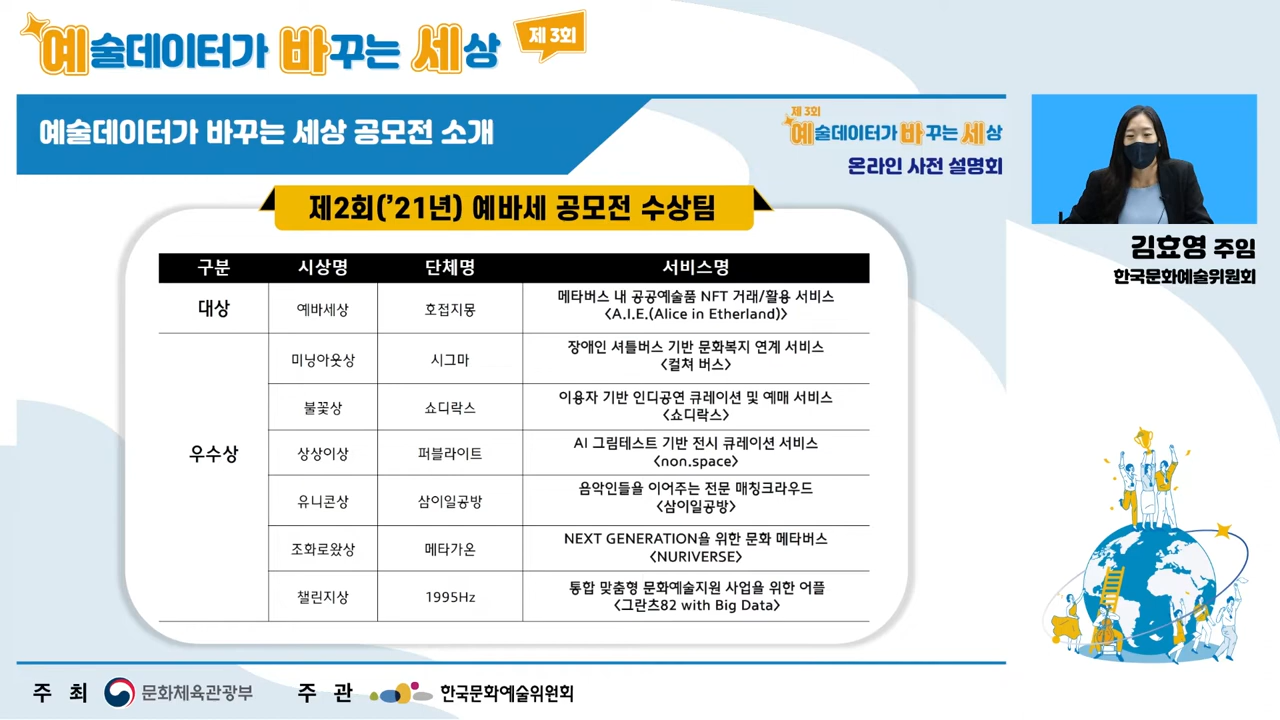 예술데이터가 바꾸는 세상 제 3회
예술데이터가 바꾸는 세상 공모전 소개
제 3회
예술데이터가 바꾸는 세상
온라인 사전 설명회
김효영 주임
한국문화예술위원회
제2회('21년) 예바세 공모전 수상팀
구분 시상명 단체명 서비스명
대상 예바세상 호접지몽 메타버스 내 공공예술품 NFT 거래/활용 서비스
<A.I.E.(Alice in Etherland)>
우수상 미닝아웃상 시그마 장애인 셔틀버스 기반 문화복지 연계 서비스
<컬쳐 버스>
불꽃상 쇼디락스 이용자 기반 인디공연 큐레이션 및 예매 서비스
<쇼디락스>
상상이상 퍼블라이트 AI 그림테스트 기반 전시 큐레이션 서비스
<non.space>
유니콘상 삼이일공방 음악인들을 이어주는 전문 매칭크라우드
<삼이일공방>
조화로왔상 메타가온 NEXT GENERATION을 위한 문화 메타버스
<NURIVERSE>
챌린지상 1995Hz 통합 맞춤형 문화예술지원 사업을 위한 어플
<그란츠82 with Big Data>
주 최 문화체육관광부 주 관 한국문화예술위원회